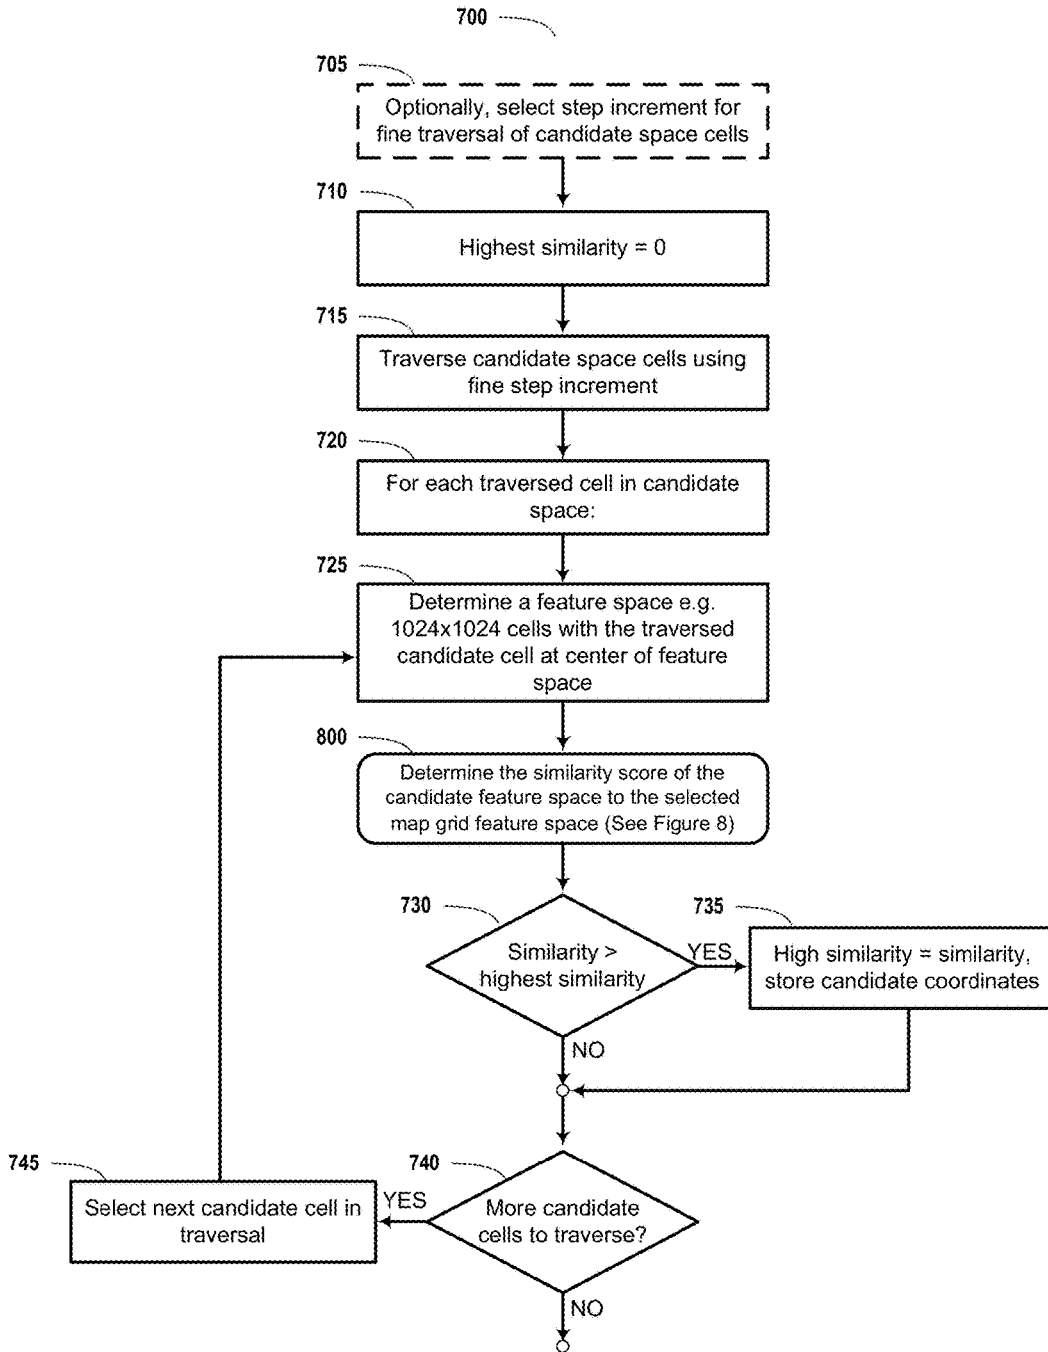 700
705
Optionally, select step increment for
fine traversal of candidate space cells
710
Highest similarity = 0
715
Traverse candidate space cells using
fine step increment
720
For each traversed cell in candidate
space:
725
Determine a feature space e.g.
1024x1024 cells with the traversed
candidate cell at center of feature
space
800
Determine the similarity score of the
candidate feature space to the selected
map grid feature space (See Figure 8)
730
Similarity >
highest similarity
YES
735
High similarity = similarity,
store candidate coordinates
NO
740
More candidate
cells to traverse?
YES
745
Select next candidate cell in
traversal
NO